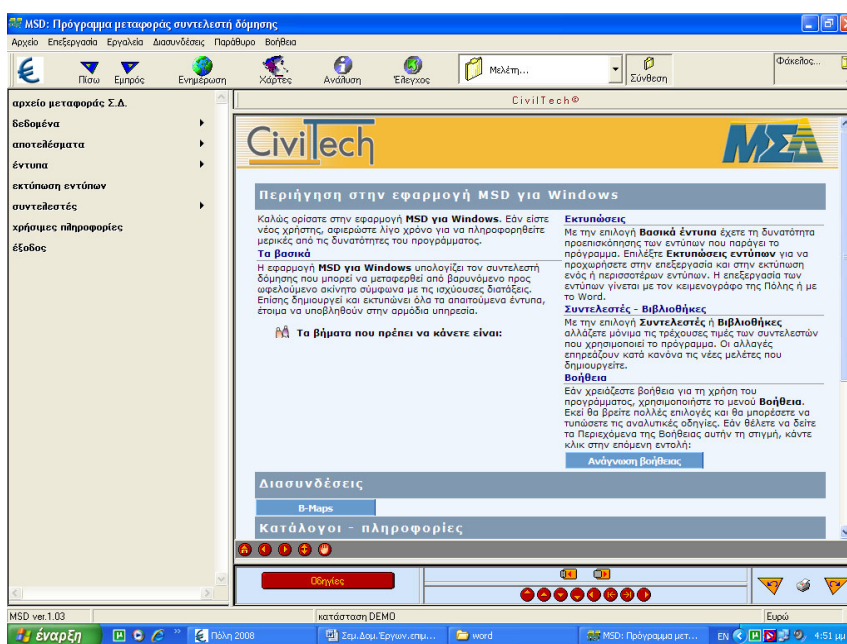 MSD: Πρόγραμμα μεταφοράς συντελεστή δόμησης
Αρχείο Επεξεργασία Εργαλεία Διασυνδέσεις Παράθυρο Βοήθεια
Πίσω Εμπρός Ενημέρωση Χάρτες Ανάλυση Έλεγχος Μελέτη... Σύνθεση Φάκελος...
αρχείο μεταφοράς Σ.Δ.
δεδομένα
αποτελέσματα
έντυπα
εκτύπωση εντύπων
συντελεστές
χρήσιμες πληροφορίες
έξοδος
CivilTech®
CivilTech
ΜΣΔ
Περιήγηση στην εφαρμογή MSD για Windows
Καλώς ορίσατε στην εφαρμογή MSD για Windows. Εάν είστε
νέος χρήστης, αφιερώστε λίγο χρόνο για να πληροφορηθείτε
μερικές από τις δυνατότητες του προγράμματος.
Τα βασικά
Η εφαρμογή MSD για Windows υπολογίζει τον συντελεστή
δόμησης που μπορεί να μεταφερθεί από βαρυνόμενο προς
ωφελούμενο ακίνητο σύμφωνα με τις ισχύουσες διατάξεις.
Επίσης δημιουργεί και εκτυπώνει όλα τα απαιτούμενα έντυπα,
έτοιμα να υποβληθούν στην αρμόδια υπηρεσία.
Τα βήματα που πρέπει να κάνετε είναι:
Εκτυπώσεις
Με την επιλογή Βασικά έντυπα έχετε τη δυνατότητα
προεπισκόπησης των εντύπων που παράγει το
πρόγραμμα. Επιλέξτε Εκτυπώσεις εντύπων για να
προχωρήσετε στην επεξεργασία και στην εκτύπωση
ενός ή περισσοτέρων εντύπων. Η επεξεργασία των
εντύπων γίνεται με τον κειμενογράφο της Πόλης ή με
το Word.
Συντελεστές - Βιβλιοθήκες
Με την επιλογή Συντελεστές ή Βιβλιοθήκες
αλλάζετε μόνιμα τις τρέχουσες τιμές των συντελεστών
που χρησιμοποιεί το πρόγραμμα. Οι αλλαγές
επηρεάζουν κατά κανόνα τις νέες μελέτες που
δημιουργείτε.
Βοήθεια
Εάν χρειάζεστε βοήθεια για τη χρήση του
προγράμματος, χρησιμοποιήστε το μενού Βοήθεια.
Εκεί θα βρείτε πολλές επιλογές και θα μπορέσετε να
τυπώσετε τις αναλυτικές οδηγίες. Εάν θέλετε να δείτε
τα Περιεχόμενα της Βοήθειας αυτήν τη στιγμή, κάντε
κλικ στην επόμενη εντολή:
Ανάγνωση βοήθειας
Διασυνδέσεις
B-Maps
Κατάλογοι - πληροφορίες
Οδηγίες
MSD ver.1.03 κατάσταση DEMO Ευρώ
έναρξη Πόλη 2008 Σεμ.Δομ.Έργων.επιμ... word MSD: Πρόγραμμα μετ... EN 4:51 μμ